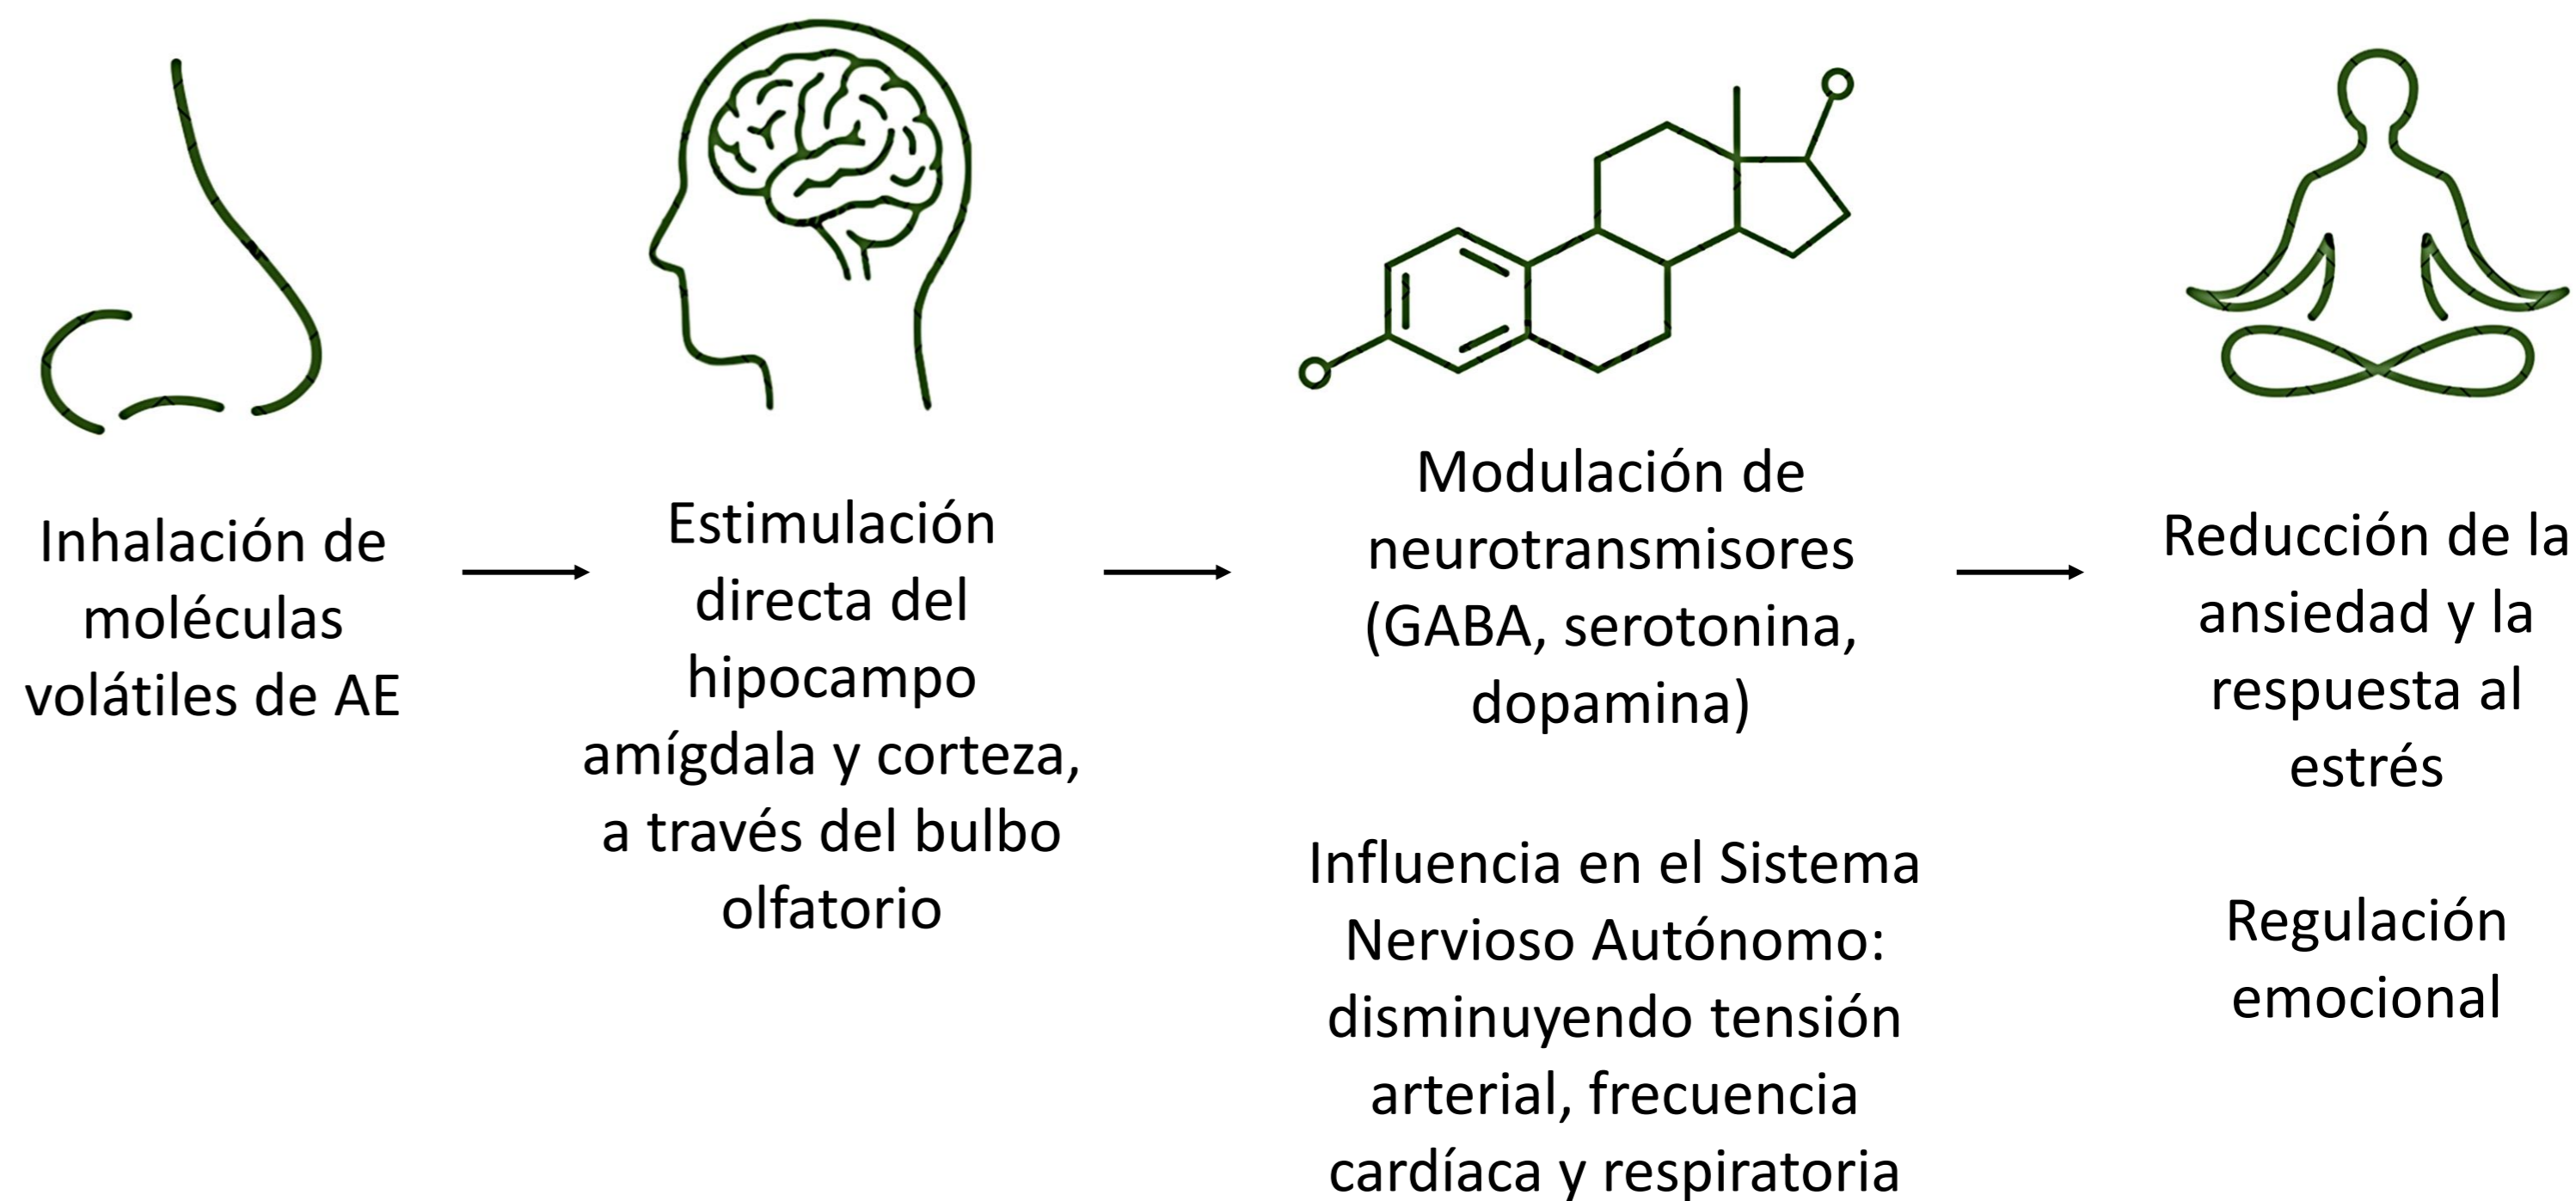 Inhalación de
moléculas
volátiles de AE
Estimulación
directa del
hipocampo
amígdala y corteza,
a través del bulbo
olfatorio
Modulación de
neurotransmisores
(GABA, serotonina,
dopamina)
Influencia en el Sistema
Nervioso Autónomo:
disminuyendo tensión
arterial, frecuencia
cardíaca y respiratoria
Reducción de la
ansiedad y la
respuesta al
estrés
Regulación
emocional